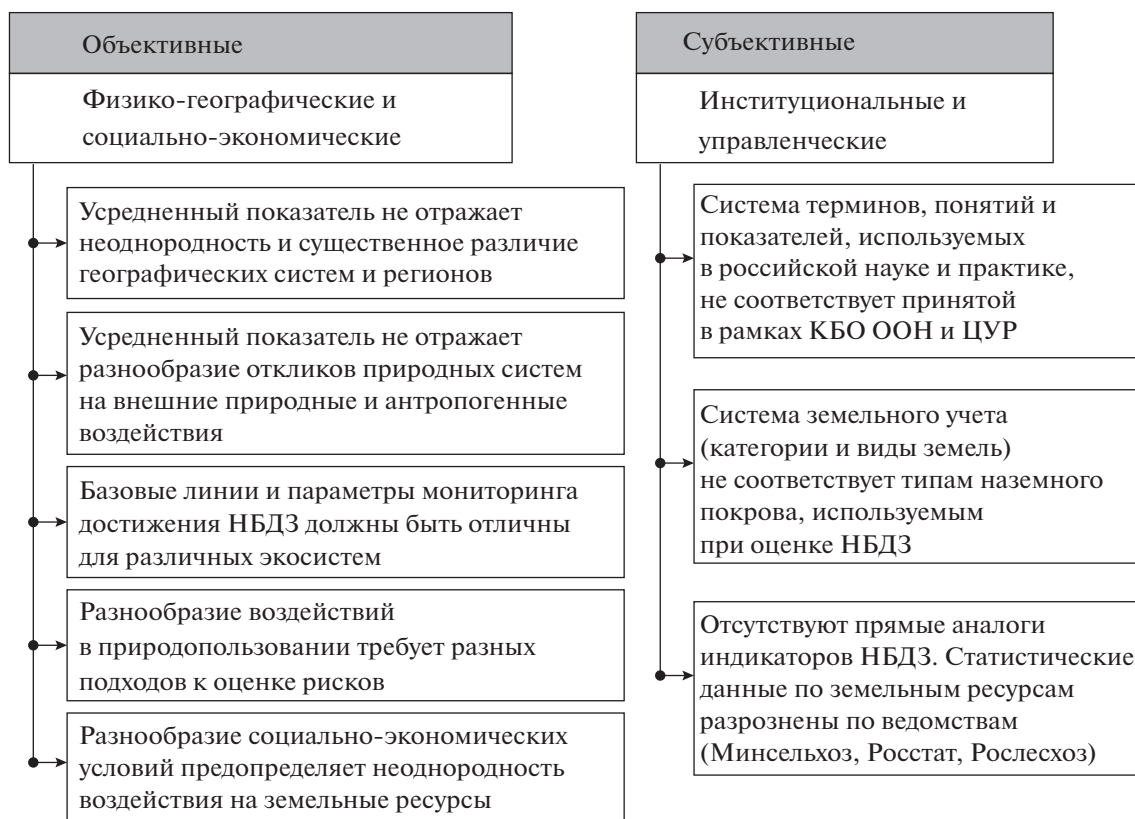 Объективные
Физико-географические и
социально-экономические
Усредненный показатель не отражает
неоднородность и существенное различие
географических систем и регионов
Усредненный показатель не отражает
разнообразие откликов природных систем
на внешние природные и антропогенные
воздействия
Базовые линии и параметры мониторинга
достижения НБДЗ должны быть отличны
для различных экосистем
Разнообразие воздействий
в природопользовании требует разных
подходов к оценке рисков
Разнообразие социально-экономических
условий предопределяет неоднородность
воздействия на земельные ресурсы
Субъективные
Институциональные и
управленческие
Система терминов, понятий и
показателей, используемых
в российской науке и практике,
не соответствует принятой
в рамках КБО ООН и ЦУР
Система земельного учета
(категории и виды земель)
не соответствует типам наземного
покрова, используемым
при оценке НБДЗ
Отсутствуют прямые аналоги
индикаторов НБДЗ. Статистические
данные по земельным ресурсам
разрознены по ведомствам
(Минсельхоз, Росстат, Рослесхоз)